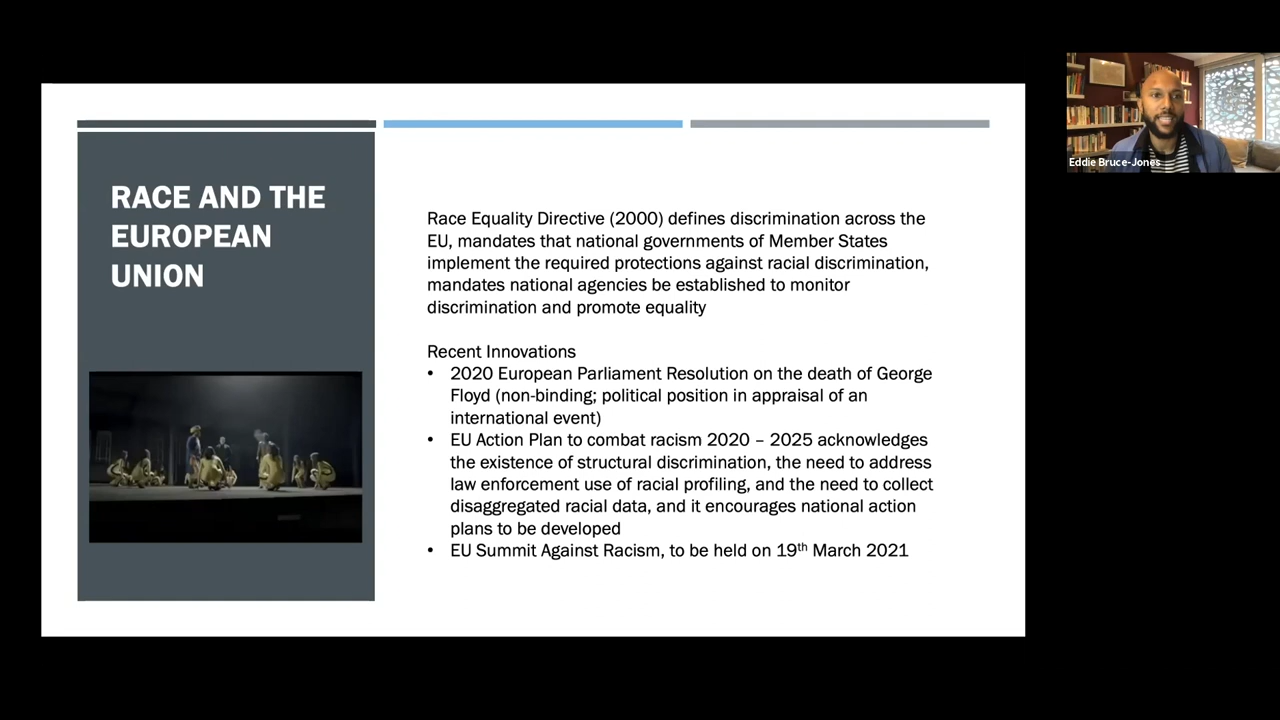 RACE AND THE
EUROPEAN
UNION
Race Equality Directive (2000) defines discrimination across the
EU, mandates that national governments of Member States
implement the required protections against racial discrimination,
mandates national agencies be established to monitor
discrimination and promote equality
Recent Innovations
• 2020 European Parliament Resolution on the death of George
Floyd (non-binding; political position in appraisal of an
international event)
• EU Action Plan to combat racism 2020 – 2025 acknowledges
the existence of structural discrimination, the need to address
law enforcement use of racial profiling, and the need to collect
disaggregated racial data, and it encourages national action
plans to be developed
• EU Summit Against Racism, to be held on 19th March 2021
Eddie Bruce-Jones